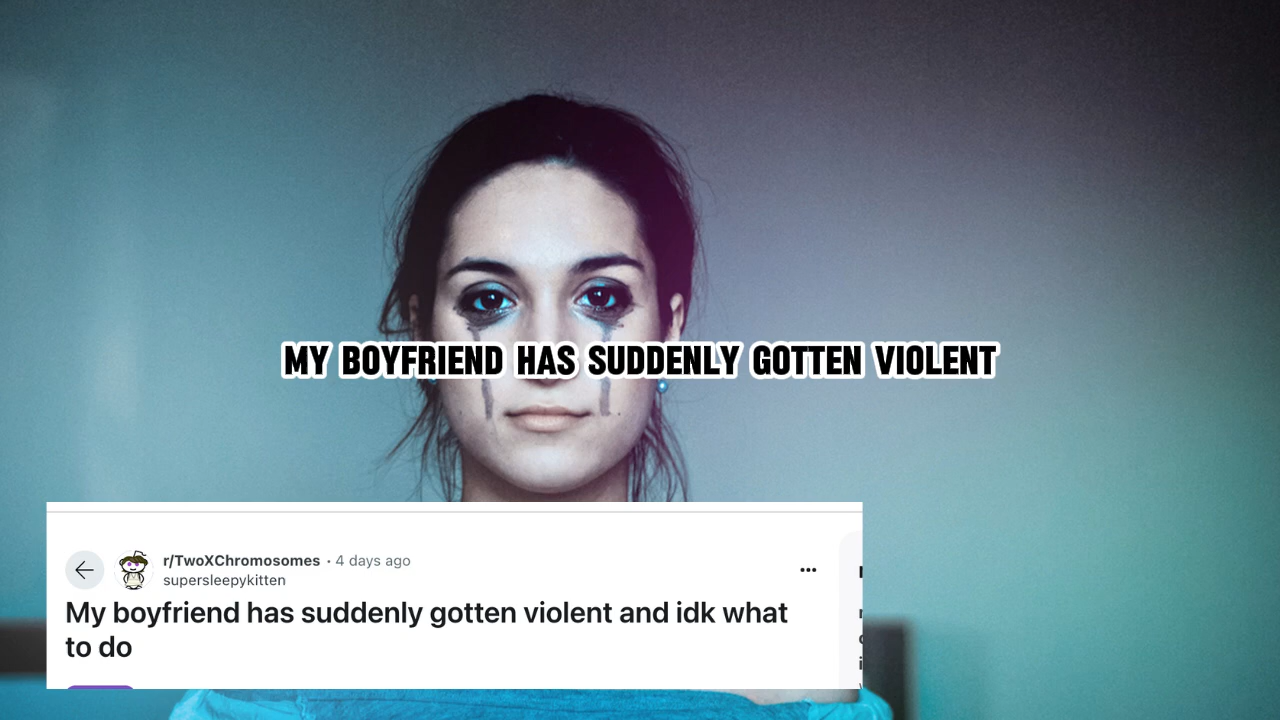 MY BOYFRIEND HAS SUDDENLY GOTTEN VIOLENT
r/TwoXChromosomes • 4 days ago
supersleepykitten
My boyfriend has suddenly gotten violent and idk what
to do